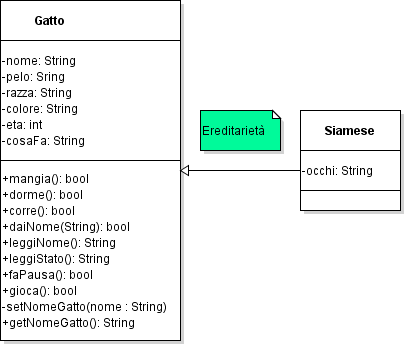 Gatto
-nome: String
-pelo: Sring
-razza: String
-colore: String
-eta: int
-cosaFa: String
+mangia(): bool
+dorme(): bool
+corre(): bool
+daiNome(String): bool
+leggiNome(): String
+leggiStato(): String
+faPausa(): bool
+gioca(): bool
-setNomeGatto(nome : String)
+getNomeGatto(): String
Ereditarietà
Siamese
-occhi: String